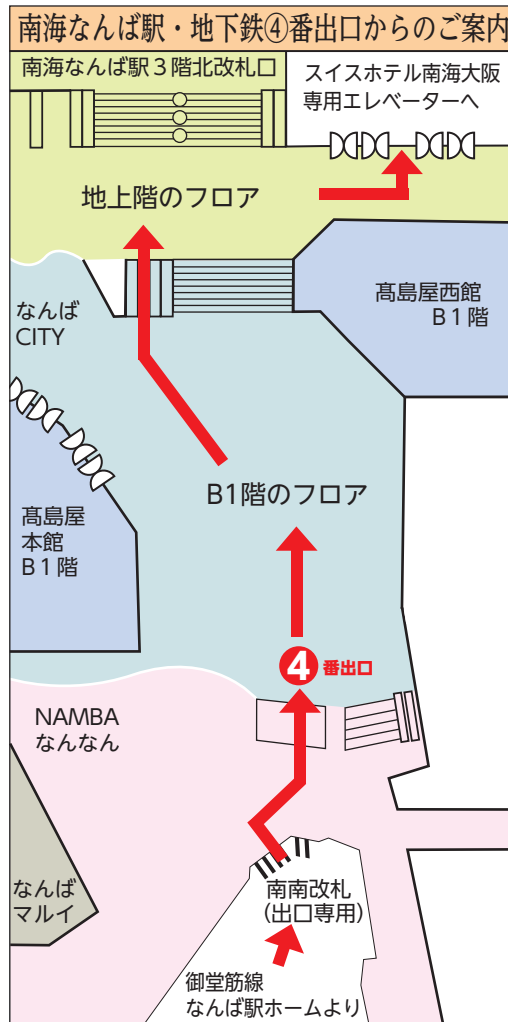 南海なんば駅・地下鉄④番出口からのご案内
南海なんば駅３階北改札口
スイスホテル南海大阪
専用エレベーターへ
地上階のフロア
髙島屋西館
B１階
なんば
CITY
B1階のフロア
髙島屋
本館
B１階
4 番出口
NAMBA
なんなん
なんば
マルイ
南南改札
(出口専用)
御堂筋線
なんば駅ホームより